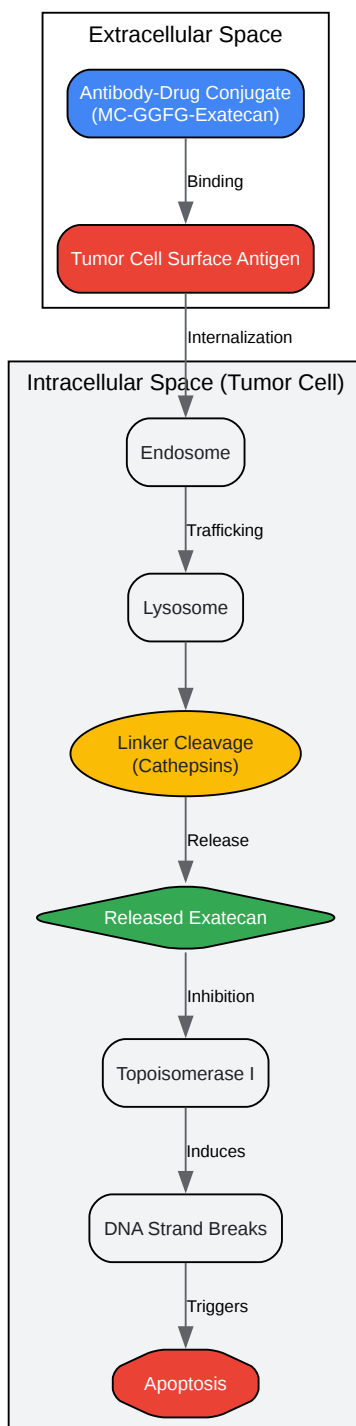 Extracellular Space
Antibody-Drug Conjugate
(MC-GGFG-Exatecan)
Binding
Tumor Cell Surface Antigen
Internalization
Intracellular Space (Tumor Cell)
Endosome
Trafficking
Lysosome
Linker Cleavage
(Cathepsins)
Release
Released Exatecan
Inhibition
Topoisomerase I
Induces
DNA Strand Breaks
Triggers
Apoptosis